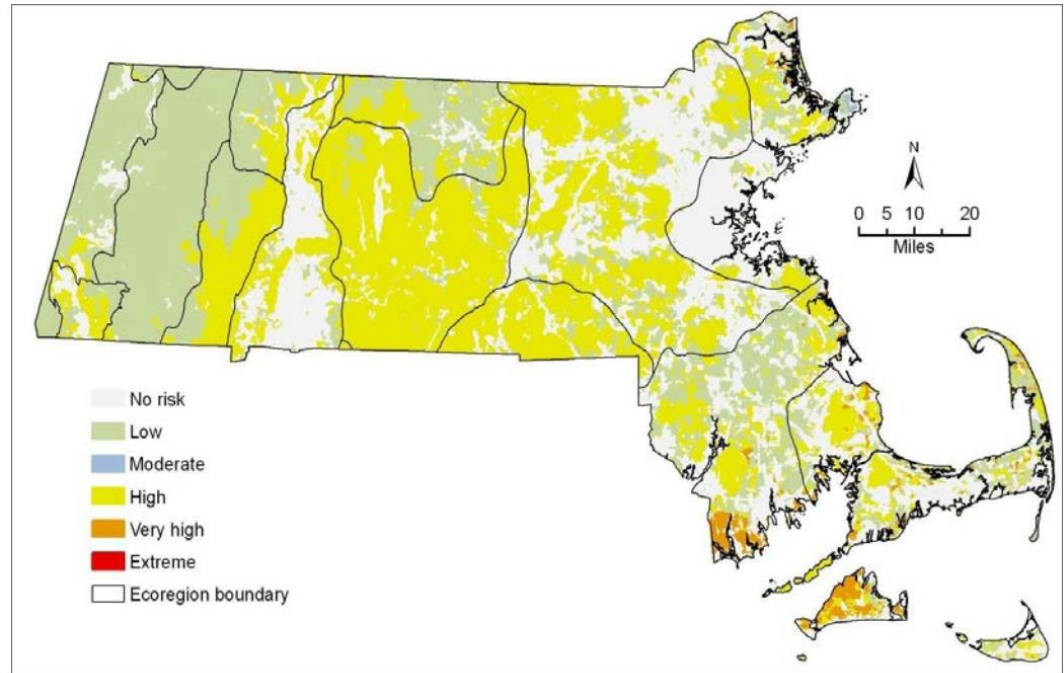 N
0 5 10 20
Miles
No risk
Low
Moderate
High
Very high
Extreme
Ecoregion boundary